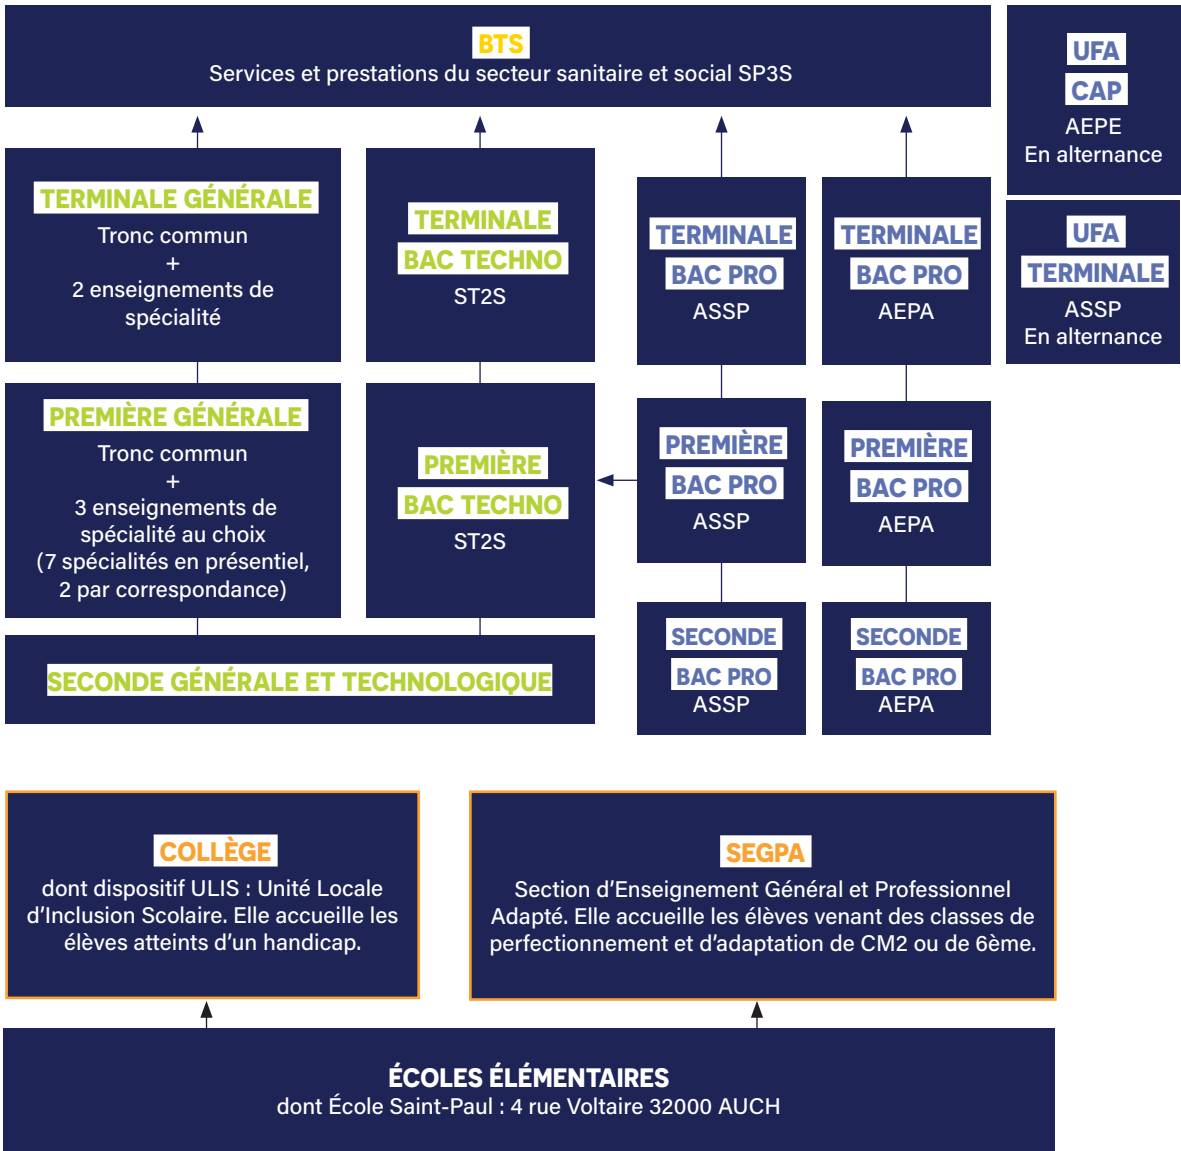 BTS
Services et prestations du secteur sanitaire et social SP3S
UFA
CAP
AEPE
En alternance
TERMINALE GÉNÉRALE
Tronc commun
+
2 enseignements de
spécialité
TERMINALE
BAC TECHNO
ST2S
TERMINALE
BAC PRO
ASSP
TERMINALE
BAC PRO
AEPA
UFA
TERMINALE
ASSP
En alternance
PREMIÈRE GÉNÉRALE
Tronc commun
+
3 enseignements de
spécialité au choix
(7 spécialités en présentiel,
2 par correspondance)
PREMIÈRE
BAC TECHNO
ST2S
PREMIÈRE
BAC PRO
ASSP
PREMIÈRE
BAC PRO
AEPA
SECONDE GÉNÉRALE ET TECHNOLOGIQUE
SECONDE
BAC PRO
ASSP
SECONDE
BAC PRO
AEPA
COLLÈGE
dont dispositif ULIS : Unité Locale
d’Inclusion Scolaire. Elle accueille les
élèves atteints d’un handicap.
SEGPA
Section d’Enseignement Général et Professionnel
Adapté. Elle accueille les élèves venant des classes de
perfectionnement et d’adaptation de CM2 ou de 6ème.
ÉCOLES ÉLÉMENTAIRES
dont École Saint-Paul : 4 rue Voltaire 32000 AUCH